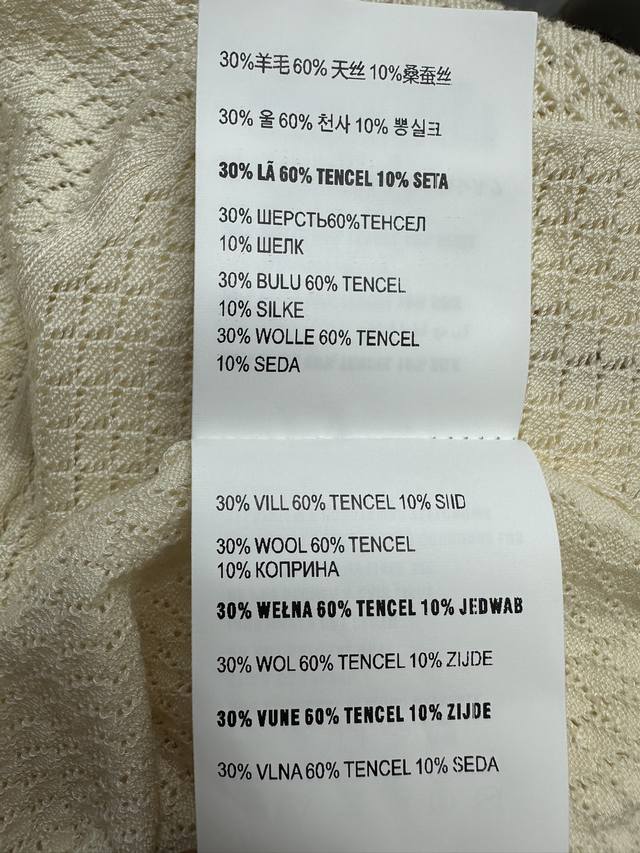 30%羊毛 60% 天丝 10%桑蚕丝
30% 울 60% 천사 10% 뽕실크
30% LÃ 60% TENCEL 10% SETA
30% ШЕРСТЬ60%ТЕНСЕЛ
10% ШЕЛК
30% BULU 60% TENCEL
10% SILKE
30% WOLLE 60% TENCEL
10% SEDA
30% VILL 60% TENCEL 10% SIID
30% WOOL 60% TENCEL
10% КОПРИНА
30% WEŁNA 60% TENCEL 10% JEDWAB
30% WOL 60% TENCEL 10% ZIJDE
30% VUNE 60% TENCEL 10% ZIJDE
30% VLNA 60% TENCEL 10% SEDA